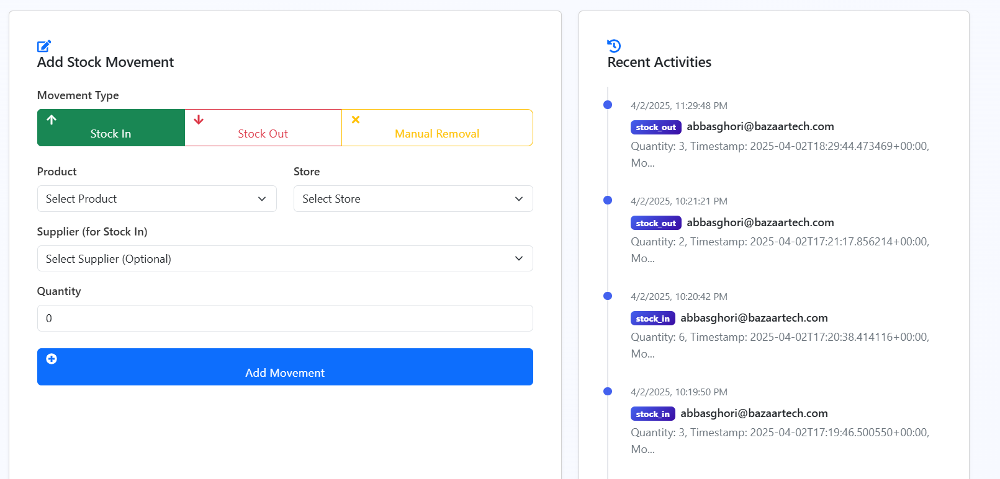 Add Stock Movement
Movement Type
Stock In
Stock Out
Manual Removal
Product
Store
Select Product
Select Store
Supplier (for Stock In)
Select Supplier (Optional)
Quantity
0
Add Movement
Recent Activities
4/2/2025, 11:29:48 PM
stock_out abbasghori@bazaartech.com
Quantity: 3, Timestamp: 2025-04-02T18:29:44.473469+00:00,
Mo...
4/2/2025, 10:21:21 PM
stock_out abbasghori@bazaartech.com
Quantity: 2, Timestamp: 2025-04-02T17:21:17.856214+00:00,
Mo...
4/2/2025, 10:20:42 PM
stock_in abbasghori@bazaartech.com
Quantity: 6, Timestamp: 2025-04-02T17:20:38.414116+00:00,
Mo...
4/2/2025, 10:19:50 PM
stock_in abbasghori@bazaartech.com
Quantity: 3, Timestamp: 2025-04-02T17:19:46.500550+00:00,
Mo...